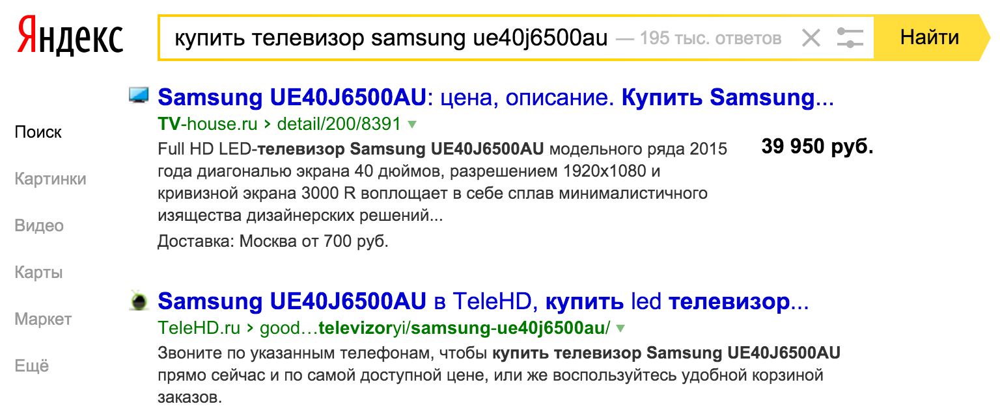 Яндекс
купить телевизор samsung ue40j6500au — 195 тыс. ответов
Найти
Поиск
Картинки
Видео
Карты
Маркет
Ещё
Samsung UE40J6500AU: цена, описание. Купить Samsung...
TV-house.ru › detail/200/8391
Full HD LED-телевизор Samsung UE40J6500AU модельного ряда 2015
года диагональю экрана 40 дюймов, разрешением 1920x1080 и
кривизной экрана 3000 R воплощает в себе сплав минималистичного
изящества дизайнерских решений...
39 950 руб.
Доставка: Москва от 700 руб.
Samsung UE40J6500AU в TeleHD, купить led телевизор...
TeleHD.ru › good…televizoryi/samsung-ue40j6500au/
Звоните по указанным телефонам, чтобы купить телевизор Samsung UE40J6500AU
прямо сейчас и по самой доступной цене, или же воспользуйтесь удобной корзиной
заказов.